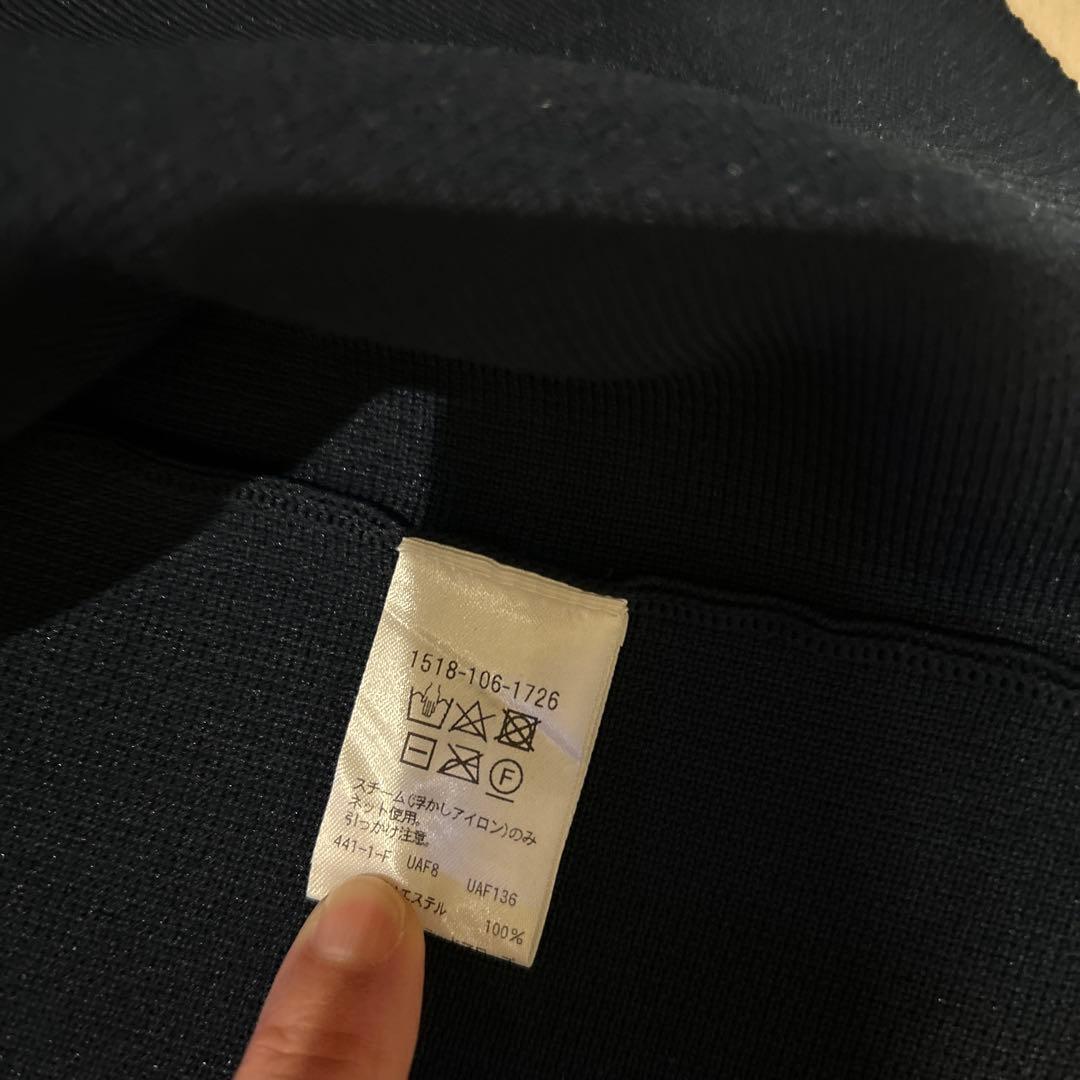 1518-106-1726
F
スチーム(浮かしアイロン)のみ
ネット使用。
引っかけ注意。
441-1-F UAF8 UAF136
エステル 100%